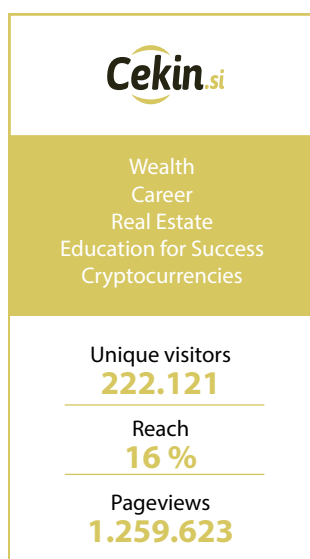 Cekin.si
Wealth
Career
Real Estate
Education for Success
Cryptocurrencies
Unique visitors
222.121
Reach
16 %
Pageviews
1.259.623